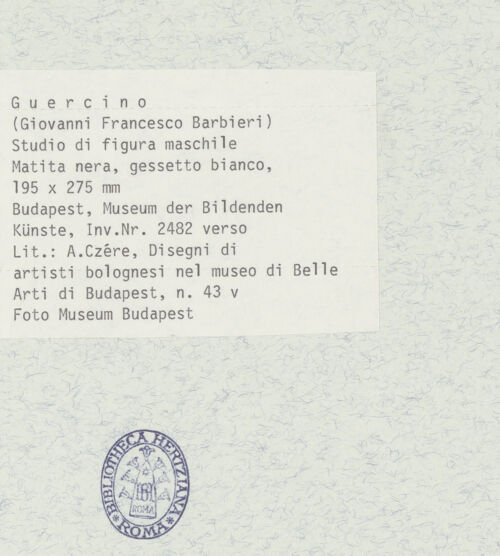 Guercino
(Giovanni Francesco Barbieri)
Studio di figura maschile
Matita nera, gessetto bianco,
195 x 275 mm
Budapest, Museum der Bildenden
Künste, Inv.Nr. 2482 verso
Lit.: A.Czére, Disegni di
artisti bolognesi nel museo di Belle
Arti di Budapest, n. 43 v
Foto Museum Budapest
BIBLIOTHECA HERTZIANA
ROMA
ROMA